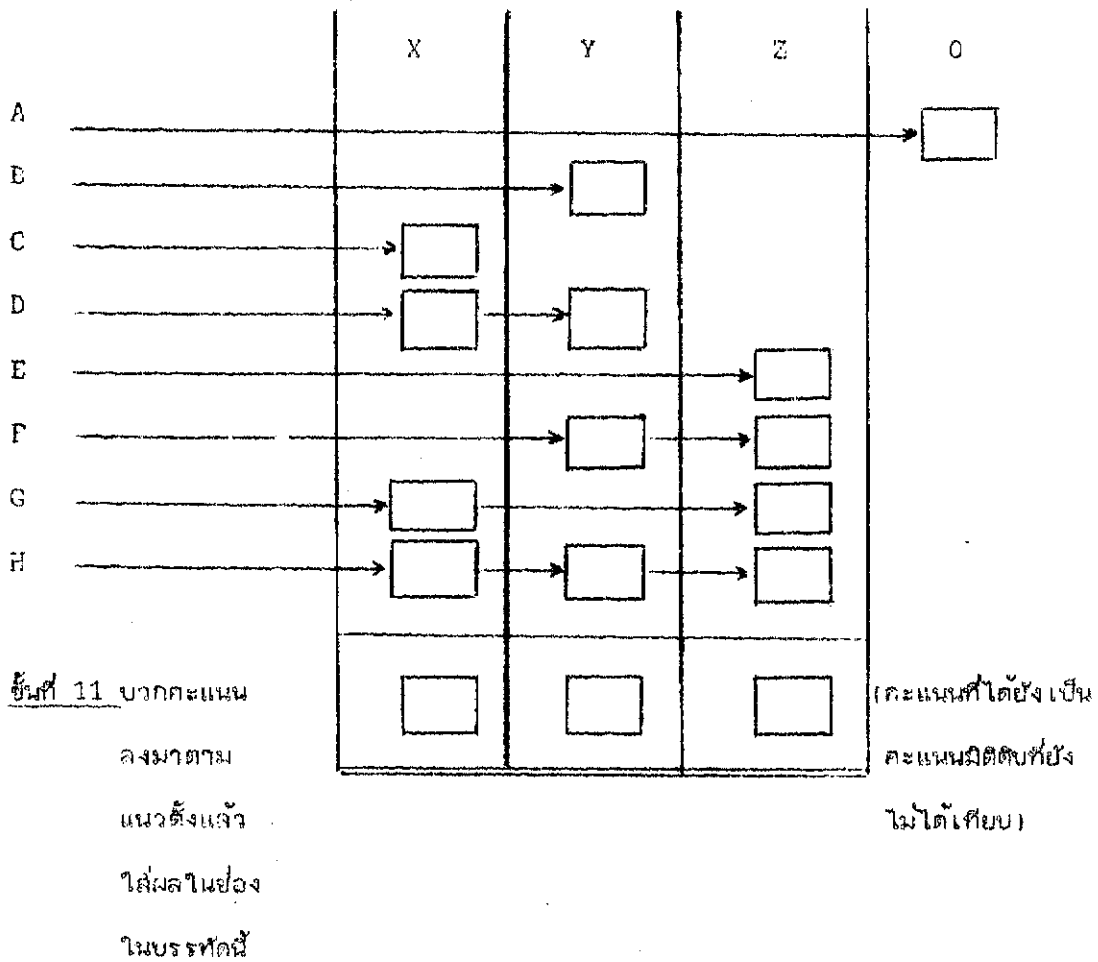 X Y Z O
A
B
C
D
E
F
G
H
ขั้นที่ 11 บวกคะแนน
ลงมาตาม
แนวตั้งแล้ว
ใส่ผลในช่อง
ในบรรทัดนี้
(คะแนนที่ได้ยังเป็น
คะแนนมิติดิบที่ยัง
ไม่ได้เทียบ)